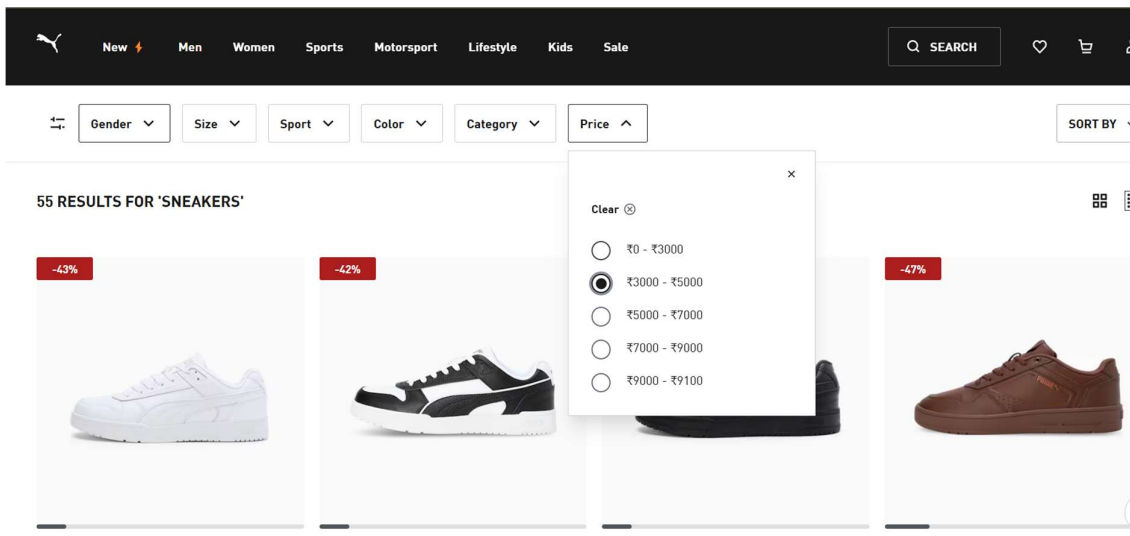 New Men Women Sports Motorsport Lifestyle Kids Sale SEARCH
Gender Size Sport Color Category Price SORT BY
55 RESULTS FOR 'SNEAKERS'
Clear
₹0 - ₹3000
₹3000 - ₹5000
₹5000 - ₹7000
₹7000 - ₹9000
₹9000 - ₹9100
-43%
-42%
-47%